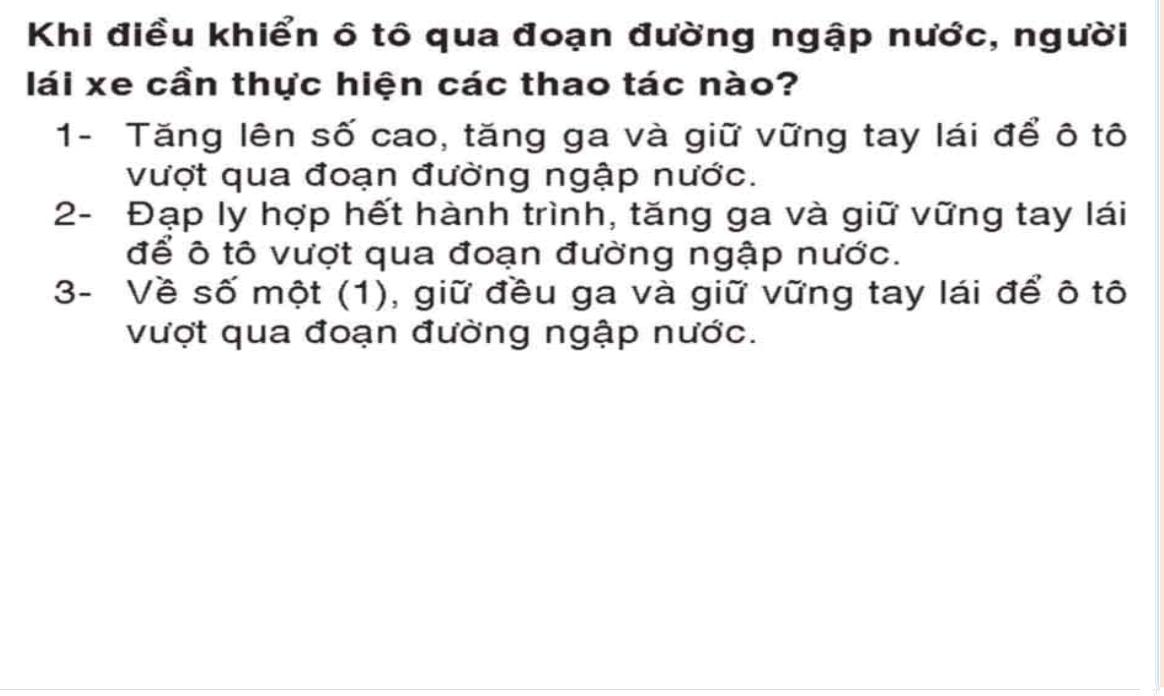 Khi điều khiển ô tô qua đoạn đường ngập nước, người
lái xe cần thực hiện các thao tác nào?
1- Tăng lên số cao, tăng ga và giữ vững tay lái để ô tô
vượt qua đoạn đường ngập nước.
2- Đạp ly hợp hết hành trình, tăng ga và giữ vững tay lái
để ô tô vượt qua đoạn đường ngập nước.
3- Về số một (1), giữ đều ga và giữ vững tay lái để ô tô
vượt qua đoạn đường ngập nước.